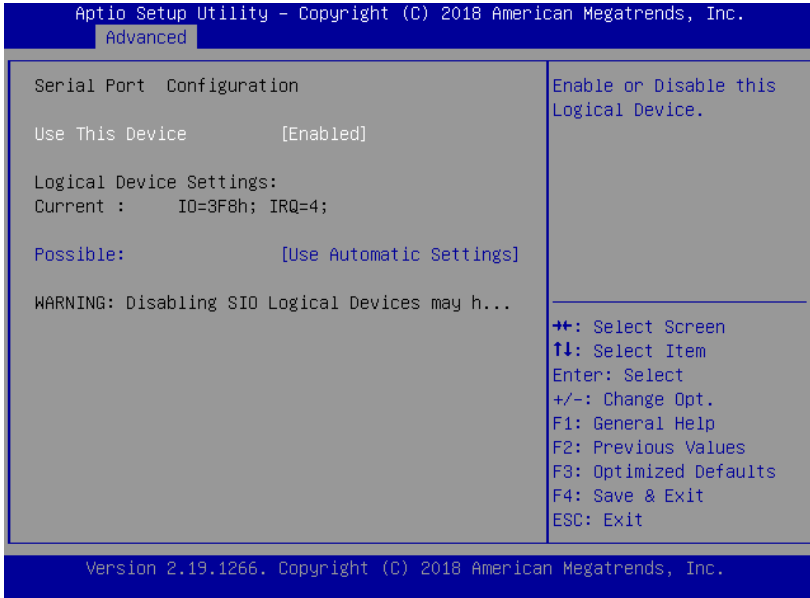 Aptio Setup Utility – Copyright (C) 2018 American Megatrends, Inc.
Advanced
Serial Port Configuration
Use This Device [Enabled]
Logical Device Settings:
Current : IO=3F8h; IRQ=4;
Possible: [Use Automatic Settings]
WARNING: Disabling SIO Logical Devices may h...
Enable or Disable this
Logical Device.
→←: Select Screen
↑↓: Select Item
Enter: Select
+/-: Change Opt.
F1: General Help
F2: Previous Values
F3: Optimized Defaults
F4: Save & Exit
ESC: Exit
Version 2.19.1266. Copyright (C) 2018 American Megatrends, Inc.